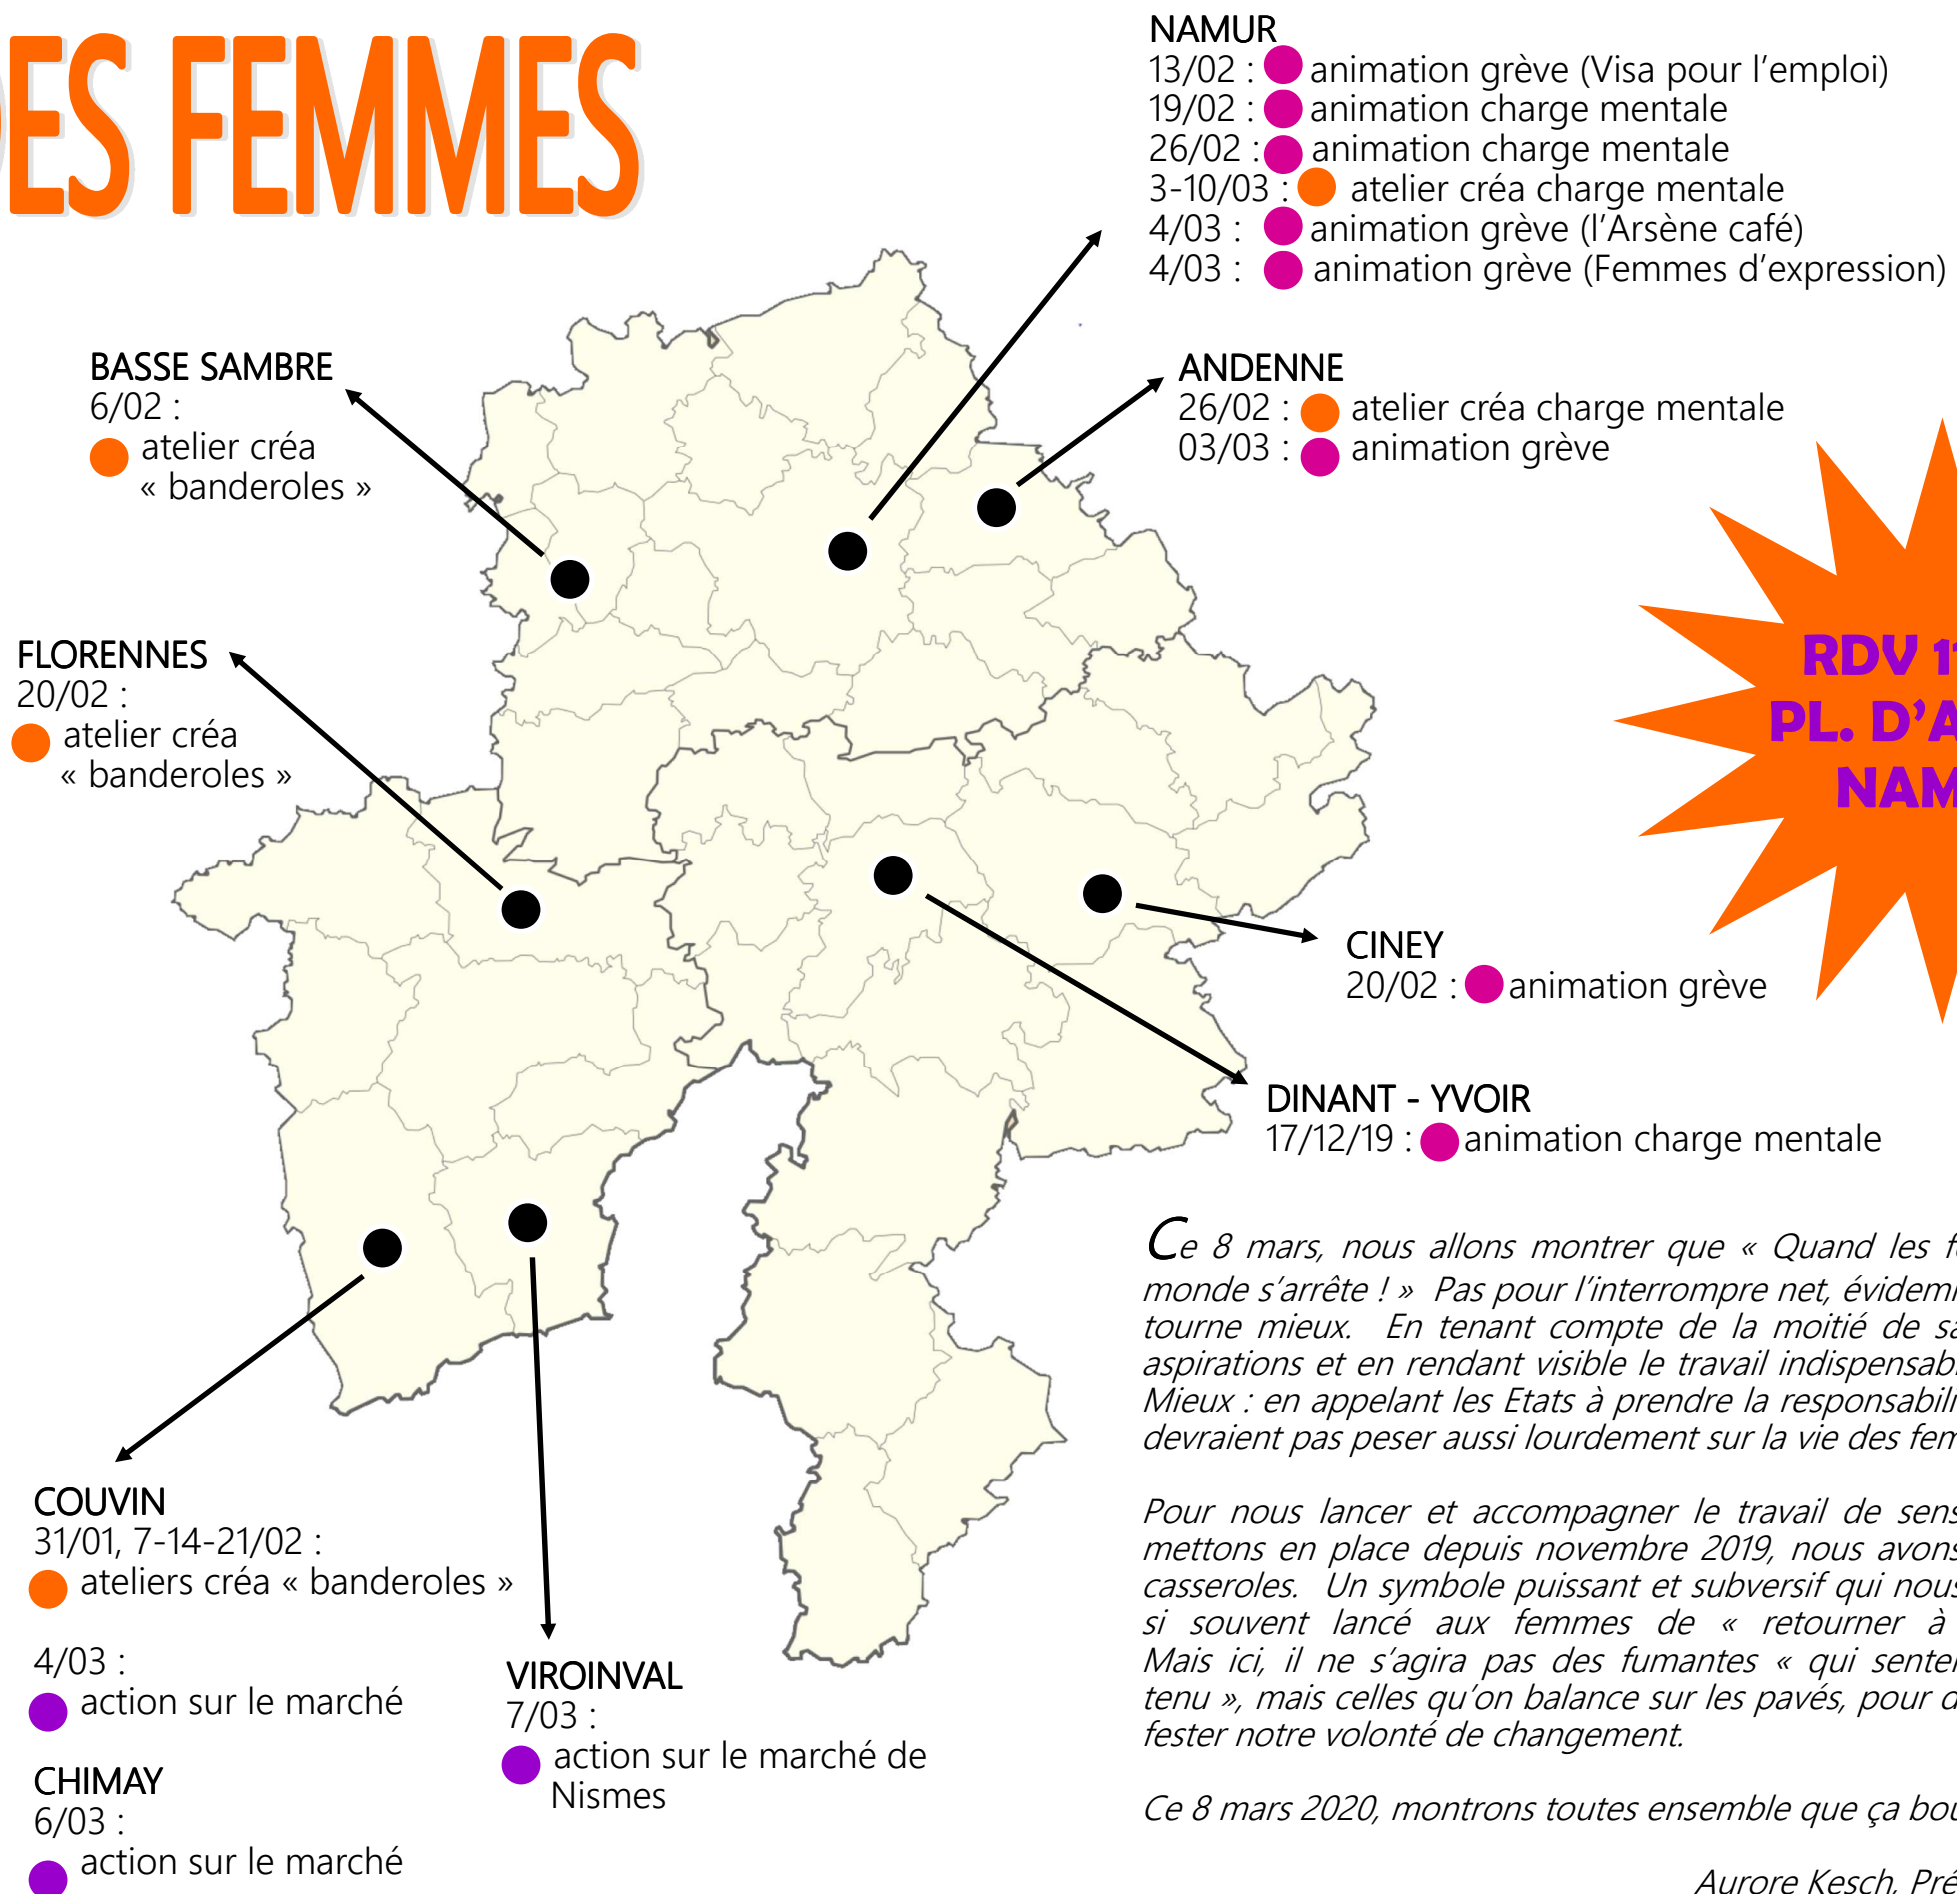 DES FEMMES
NAMUR
13/02 : animation grève (Visa pour l'emploi)
19/02 : animation charge mentale
26/02 : animation charge mentale
3-10/03 : atelier créa charge mentale
4/03 : animation grève (l'Arsène café)
4/03 : animation grève (Femmes d'expression)
BASSE SAMBRE
6/02 :
atelier créa
« banderoles »
ANDENNE
26/02 : atelier créa charge mentale
03/03 : animation grève
FLORENNES
20/02 :
atelier créa
« banderoles »
RDV
PL. D'A
NAM
CINEY
20/02 : animation grève
DINANT - YVOIR
17/12/19 : animation charge mentale
COUVIN
31/01, 7-14-21/02 :
ateliers créa « banderoles »
4/03 :
action sur le marché
CHIMAY
6/03 :
action sur le marché
VIROINVAL
7/03 :
action sur le marché de
Nismes
Ce 8 mars, nous allons montrer que « Quand les
monde s'arrête ! » Pas pour l'interrompre net,
tourne mieux. En tenant compte de la moitié de
aspirations et en rendant visible le travail
Mieux : en appelant les Etats à prendre la
devraient pas peser aussi lourdement sur la vie des
Pour nous lancer et accompagner le travail de
mettons en place depuis novembre 2019, nous avons
casseroles. Un symbole puissant et subversif qui nous
si souvent lancé aux femmes de « retourner à
Mais ici, il ne s'agira pas des fumantes « qui
tenu », mais celles qu'on balance sur les pavés, pour
fester notre volonté de changement.
Ce 8 mars 2020, montrons toutes ensemble que ça
Aurore Kesch,